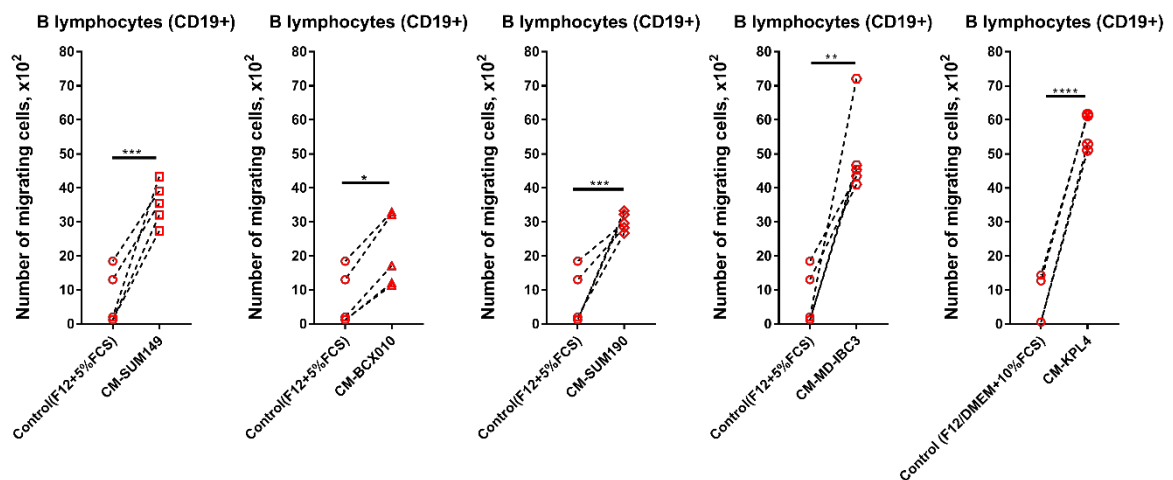 B lymphocytes (CD19+)
Number of migrating cells, x10²
80
70
60
50
40
30
20
10
0
***
Control(F12+5%FCS)
CM-SUM149
B lymphocytes (CD19+)
Number of migrating cells, x10²
80
70
60
50
40
30
20
10
0
*
Control(F12+5%FCS)
CM-BCX010
B lymphocytes (CD19+)
Number of migrating cells, x10²
80
70
60
50
40
30
20
10
0
***
Control(F12+5%FCS)
CM-SUM190
B lymphocytes (CD19+)
Number of migrating cells, x10²
80
70
60
50
40
30
20
10
0
**
Control(F12+5%FCS)
CM-MD-IBC3
B lymphocytes (CD19+)
Number of migrating cells, x10²
80
70
60
50
40
30
20
10
0
****
Control (F12/DMEM+10%FCS)
CM-KPL4